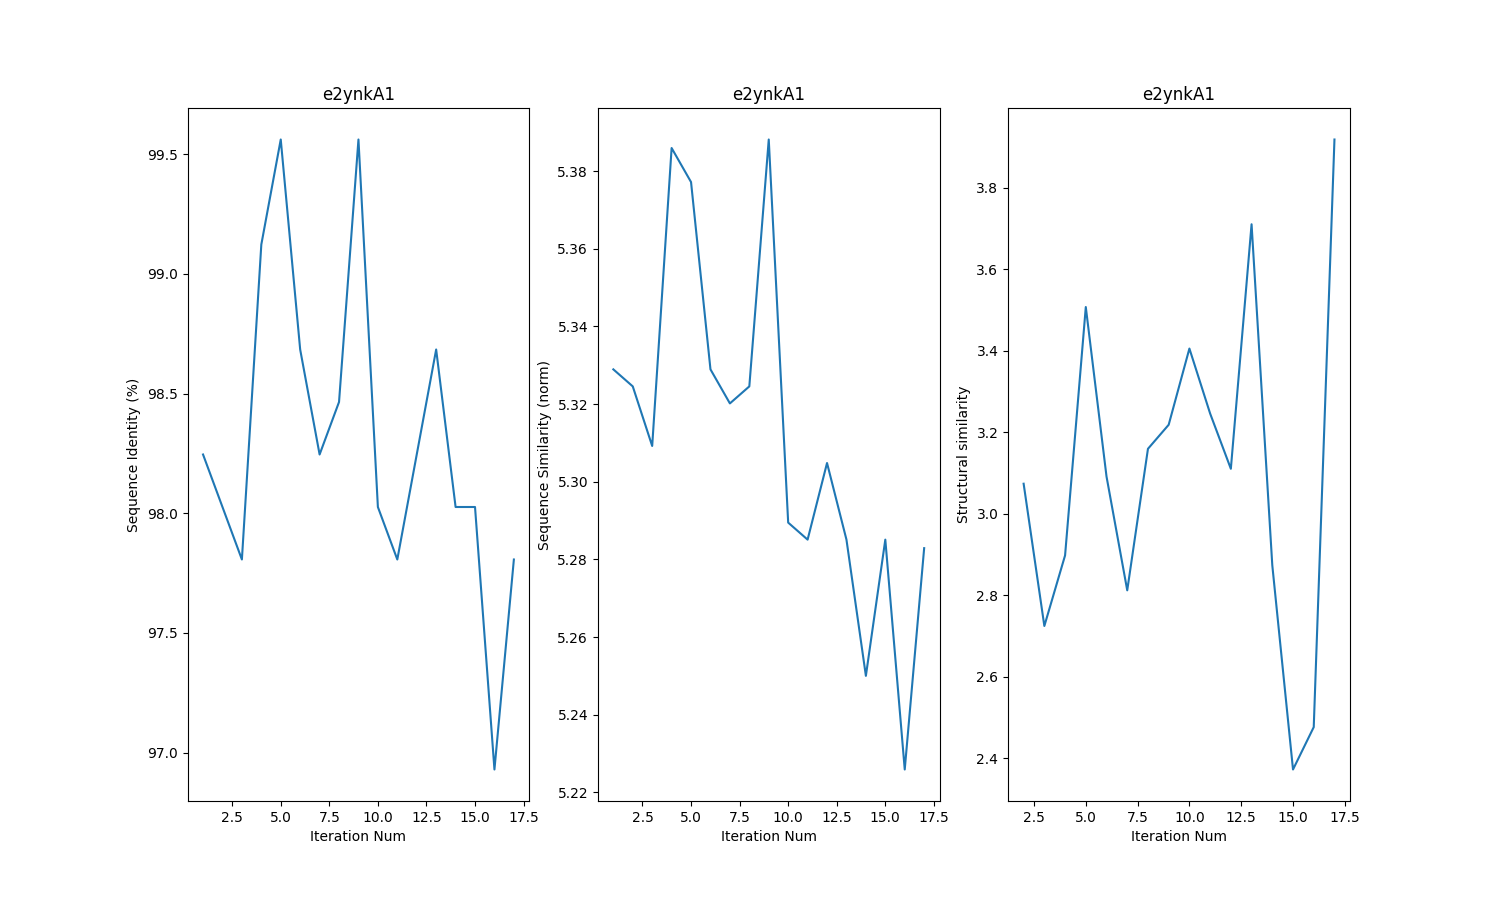 e2ynkA1
e2ynkA1
e2ynkA1
Sequence Identity (%)
99.5
99.0
98.5
98.0
97.5
97.0
2.5 5.0 7.5 10.0 12.5 15.0 17.5
Iteration Num
Sequence Similarity (norm)
5.38
5.36
5.34
5.32
5.30
5.28
5.26
5.24
5.22
2.5 5.0 7.5 10.0 12.5 15.0 17.5
Iteration Num
Structural similarity
3.8
3.6
3.4
3.2
3.0
2.8
2.6
2.4
2.5 5.0 7.5 10.0 12.5 15.0 17.5
Iteration Num